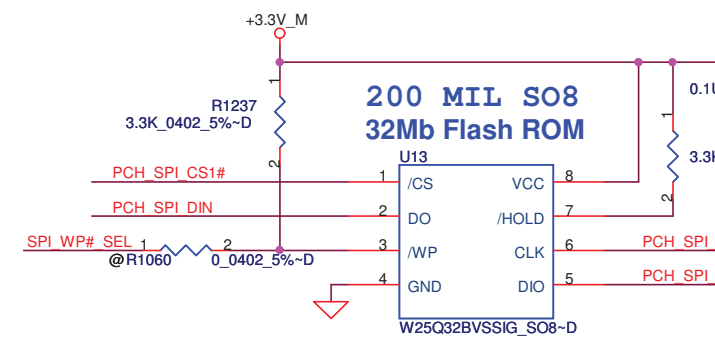 +3.3V_M
1
R1237
3.3K_0402_5%~D
2
200 MIL SO8
32Mb Flash ROM
U13
0.1U
1
3.3K
2
PCH_SPI_CS1# 1 /CS VCC 8
PCH_SPI_DIN 2 DO /HOLD 7
SPI_WP#_SEL 1 2 3 /WP CLK 6 PCH_SPI_
@R1060 0_0402_5%~D
4 GND DIO 5 PCH_SPI_
W25Q32BVSSIG_SO8~D